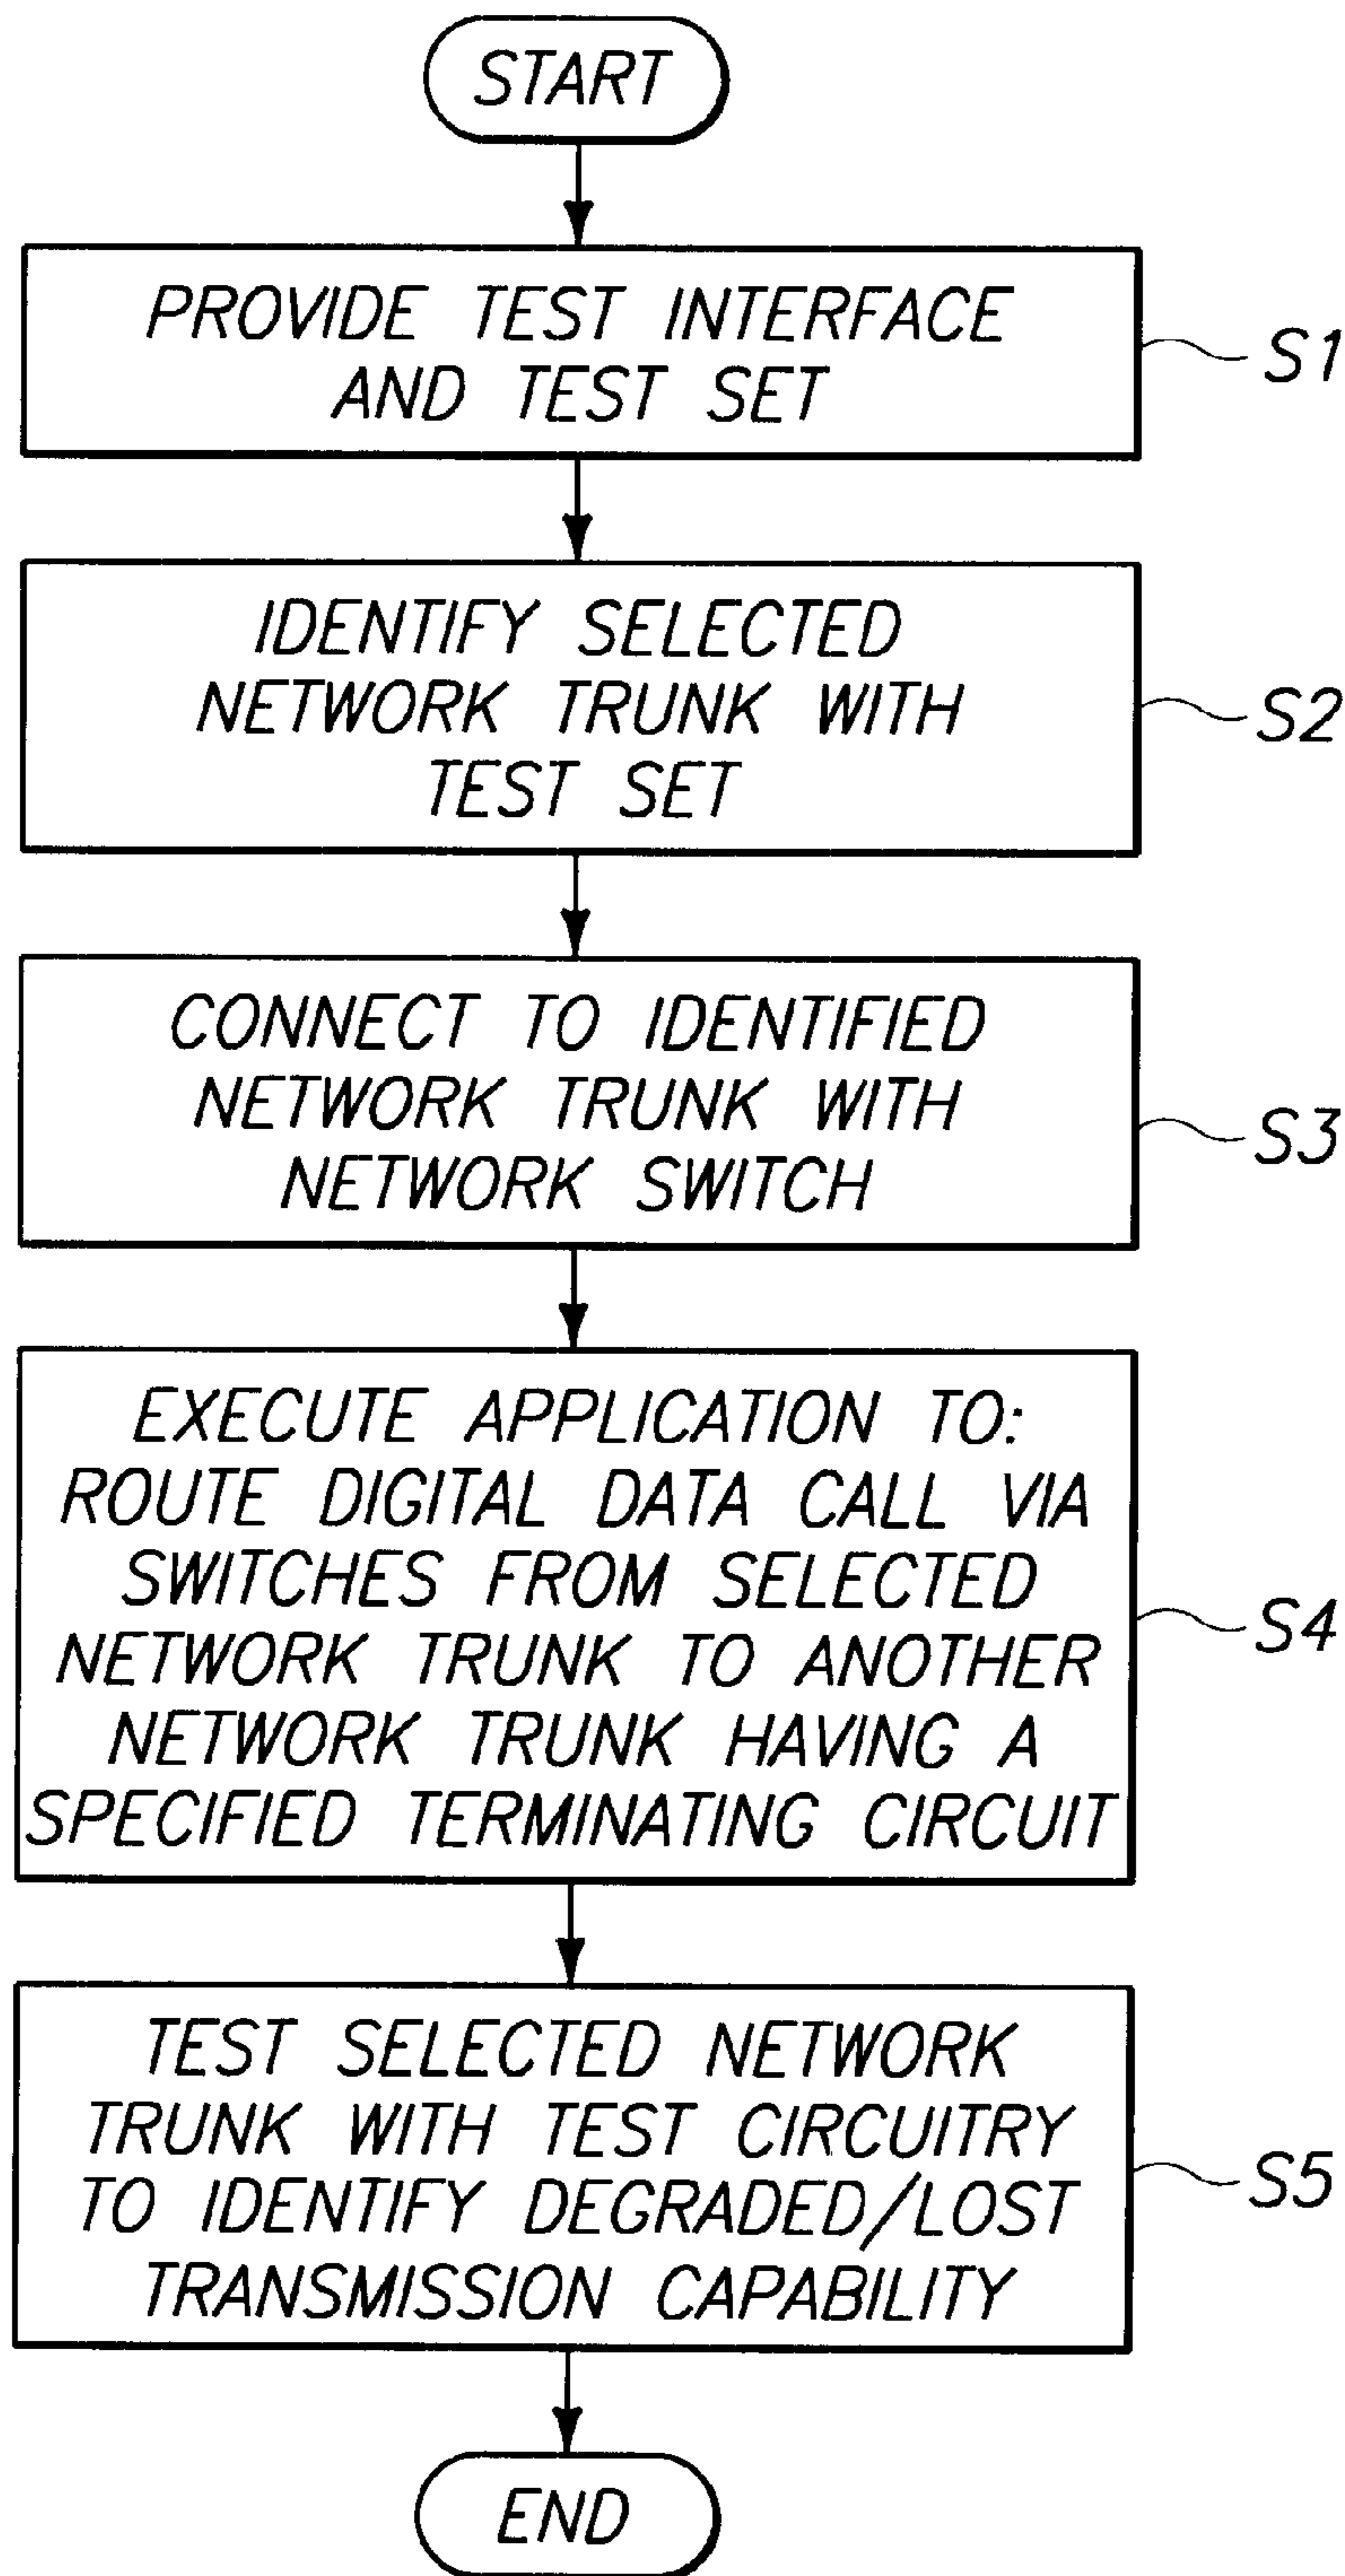 START
PROVIDE TEST INTERFACE
AND TEST SET
S1
IDENTIFY SELECTED
NETWORK TRUNK WITH
TEST SET
S2
CONNECT TO IDENTIFIED
NETWORK TRUNK WITH
NETWORK SWITCH
S3
EXECUTE APPLICATION TO:
ROUTE DIGITAL DATA CALL VIA
SWITCHES FROM SELECTED
NETWORK TRUNK TO ANOTHER
NETWORK TRUNK HAVING A
SPECIFIED TERMINATING CIRCUIT
S4
TEST SELECTED NETWORK
TRUNK WITH TEST CIRCUITRY
TO IDENTIFY DEGRADED/LOST
TRANSMISSION CAPABILITY
S5
END